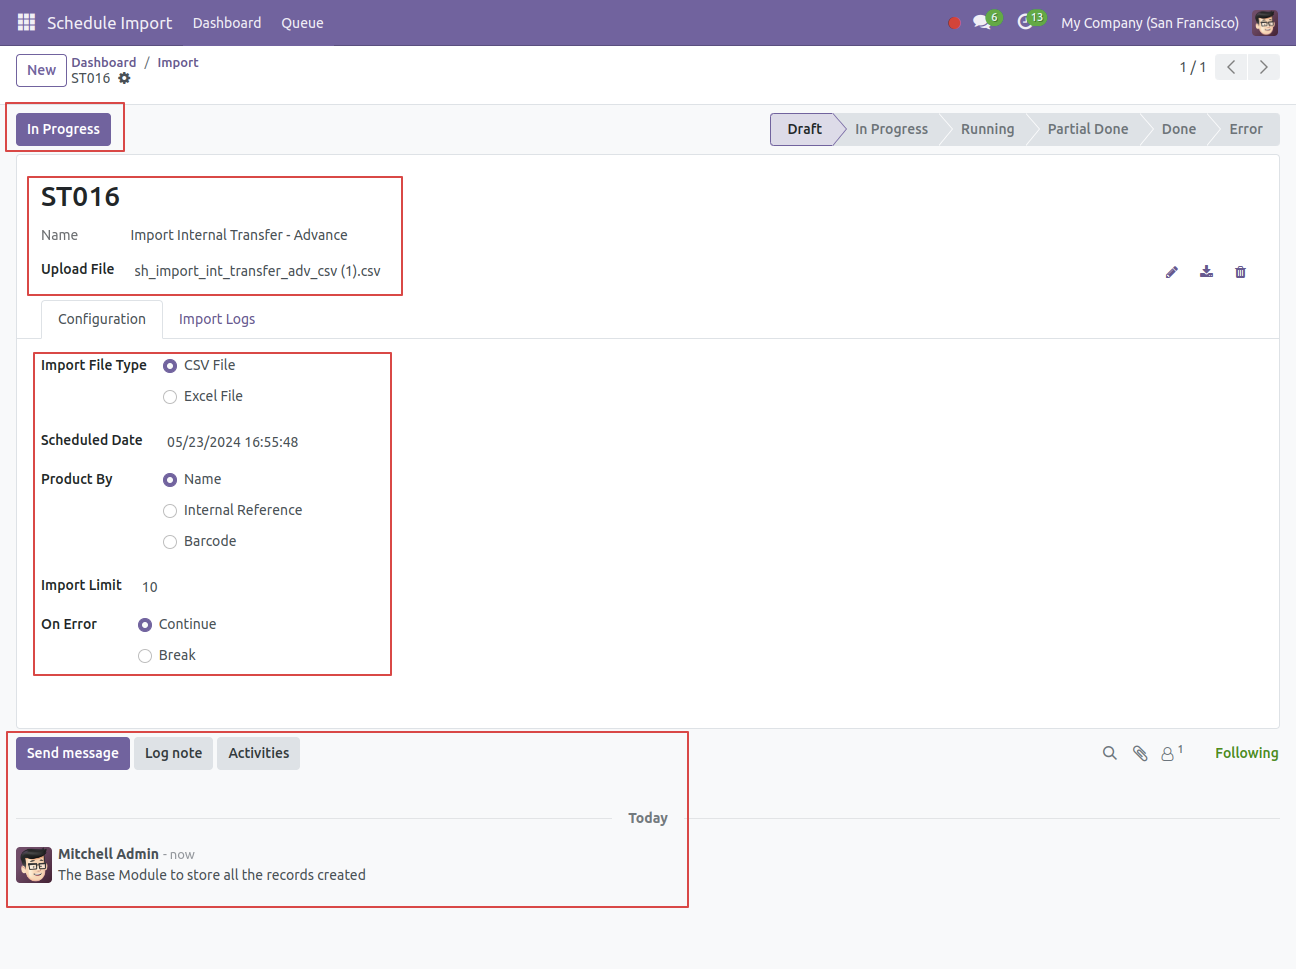 Schedule Import Dashboard Queue 6 13 My Company (San Francisco)
New Dashboard / Import
ST016
1 / 1
In Progress
Draft In Progress Running Partial Done Done Error
ST016
Name Import Internal Transfer - Advance
Upload File sh_import_int_transfer_adv_csv (1).csv
Configuration Import Logs
Import File Type CSV File
Excel File
Scheduled Date 05/23/2024 16:55:48
Product By Name
Internal Reference
Barcode
Import Limit 10
On Error Continue
Break
Send message Log note Activities 1 Following
Today
Mitchell Admin - now
The Base Module to store all the records created